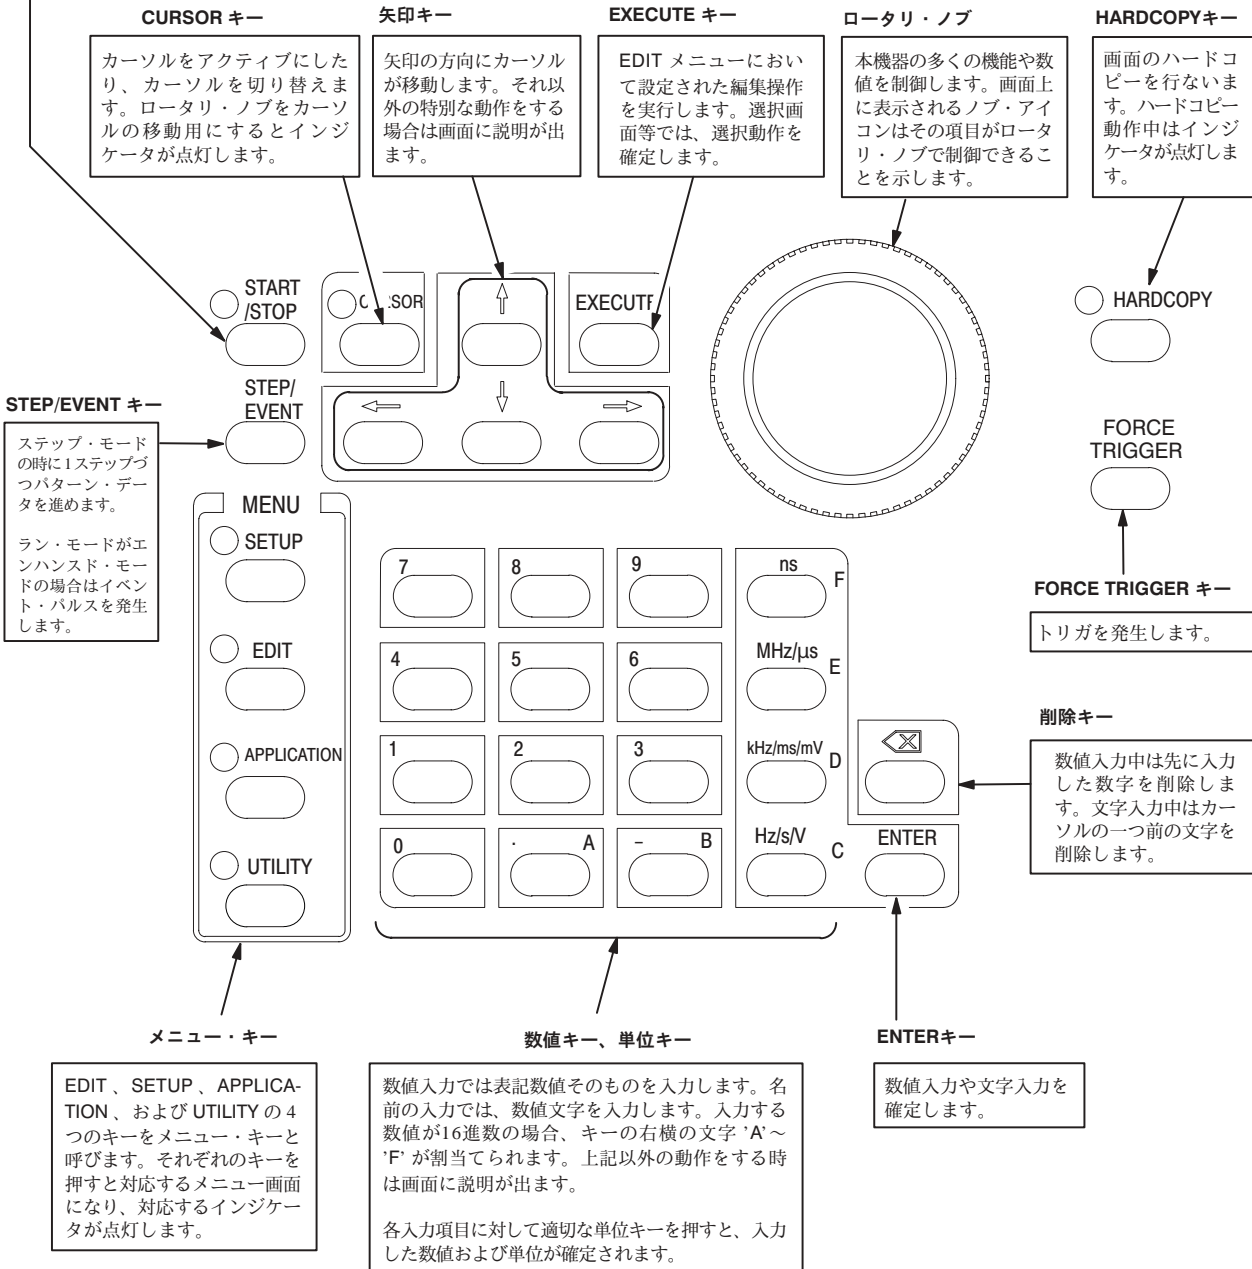 CURSOR キー
カーソルをアクティブにした
り、カーソルを切り替えま
す。ロータリ・ノブをカーソ
ルの移動用にするとインジ
ケータが点灯します。
矢印キー
矢印の方向にカーソル
が移動します。それ以
外の特別な動作をする
場合は画面に説明が出
ます。
EXECUTE キー
EDIT メニューにおい
て設定された編集操作
を実行します。選択画
面等では、選択動作を
確定します。
ロータリ・ノブ
本機器の多くの機能や数
値を制御します。画面上
に表示されるノブ・アイ
コンはその項目がロータ
リ・ノブで制御できるこ
とを示します。
HARDCOPYキー
画面のハードコ
ピーを行ないま
す。ハードコピー
動作中はインジ
ケータが点灯しま
す。
START
/STOP
EXECUTE
HARDCOPY
STEP/EVENT キー
ステップ・モード
の時に1ステップづ
つパターン・デー
タを進めます。
ラン・モードがエ
ンハンスド・モー
ドの場合はイベン
ト・パルスを発生
します。
STEP/
EVENT
FORCE
TRIGGER
FORCE TRIGGER キー
トリガを発生します。
MENU
SETUP
EDIT
APPLICATION
UTILITY
7
8
9
ns
F
4
5
6
MHz/μs
E
1
2
3
kHz/ms/mV
D
0
. A
− B
Hz/s/V
C
ENTER
削除キー
数値入力中は先に入力
した数字を削除しま
す。文字入力中はカー
ソルの一つ前の文字を
削除します。
メニュー・キー
EDIT 、SETUP 、APPLICA-
TION 、および UTILITY の 4
つのキーをメニュー・キーと
呼びます。それぞれのキーを
押すと対応するメニュー画面
になり、対応するインジケー
タが点灯します。
数値キー、単位キー
数値入力では表記数値そのものを入力します。名
前の入力では、数値文字を入力します。入力する
数値が16進数の場合、キーの右横の文字 'A'～
'F' が割当てられます。上記以外の動作をする時
は画面に説明が出ます。
各入力項目に対して適切な単位キーを押すと、入力
した数値および単位が確定されます。
ENTERキー
数値入力や文字入力を
確定します。